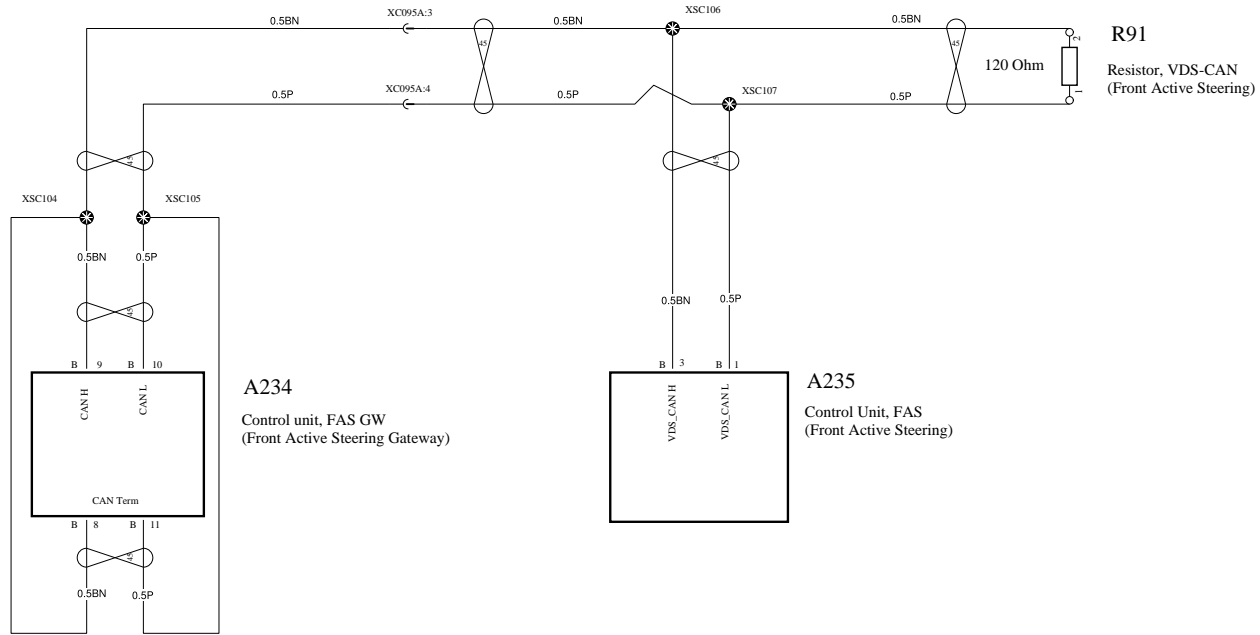 0.5BN
XC095A:3
0.5BN
XSC106
0.5BN
45
45
2
R91
120 Ohm
Resistor, VDS-CAN
(Front Active Steering)
0.5P
XC095A:4
0.5P
XSC107
0.5P
1
45
45
XSC104
XSC105
0.5BN
0.5P
45
0.5BN
0.5P
B 9 B 10
B 3 B 1
CAN H
CAN L
A234
Control unit, FAS GW
(Front Active Steering Gateway)
VDS_CAN H
VDS_CAN L
A235
Control Unit, FAS
(Front Active Steering)
CAN Term
B 8 B 11
45
0.5BN
0.5P